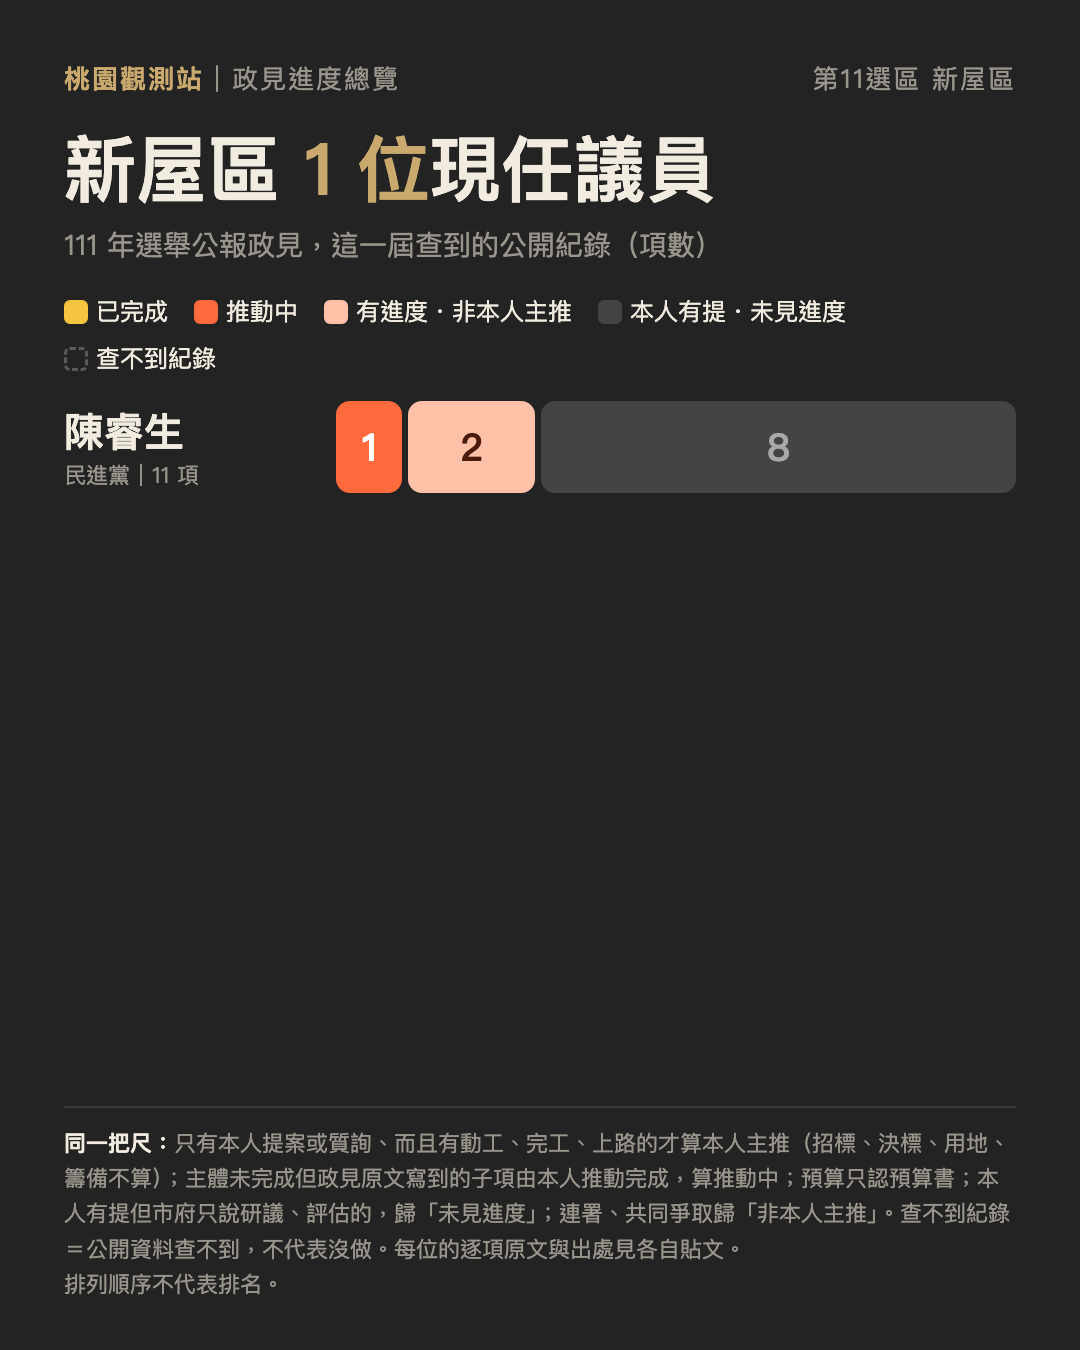 桃園觀測站｜政見進度總覽
第11選區 新屋區
新屋區 1 位現任議員
111 年選舉公報政見，這一屆查到的公開紀錄（項數）
已完成 推動中 有進度・非本人主推 本人有提・未見進度
查不到紀錄
陳睿生
1 2 8
民進黨｜11 項
同一把尺：只有本人提案或質詢、而且有動工、完工、上路的才算本人主推（招標、決標、用地、
籌備不算）；主體未完成但政見原文寫到的子項由本人推動完成，算推動中；預算只認預算書；本
人有提但市府只說研議、評估的，歸「未見進度」；連署、共同爭取歸「非本人主推」。查不到紀錄
＝公開資料查不到，不代表沒做。每位的逐項原文與出處見各自貼文。
排列順序不代表排名。